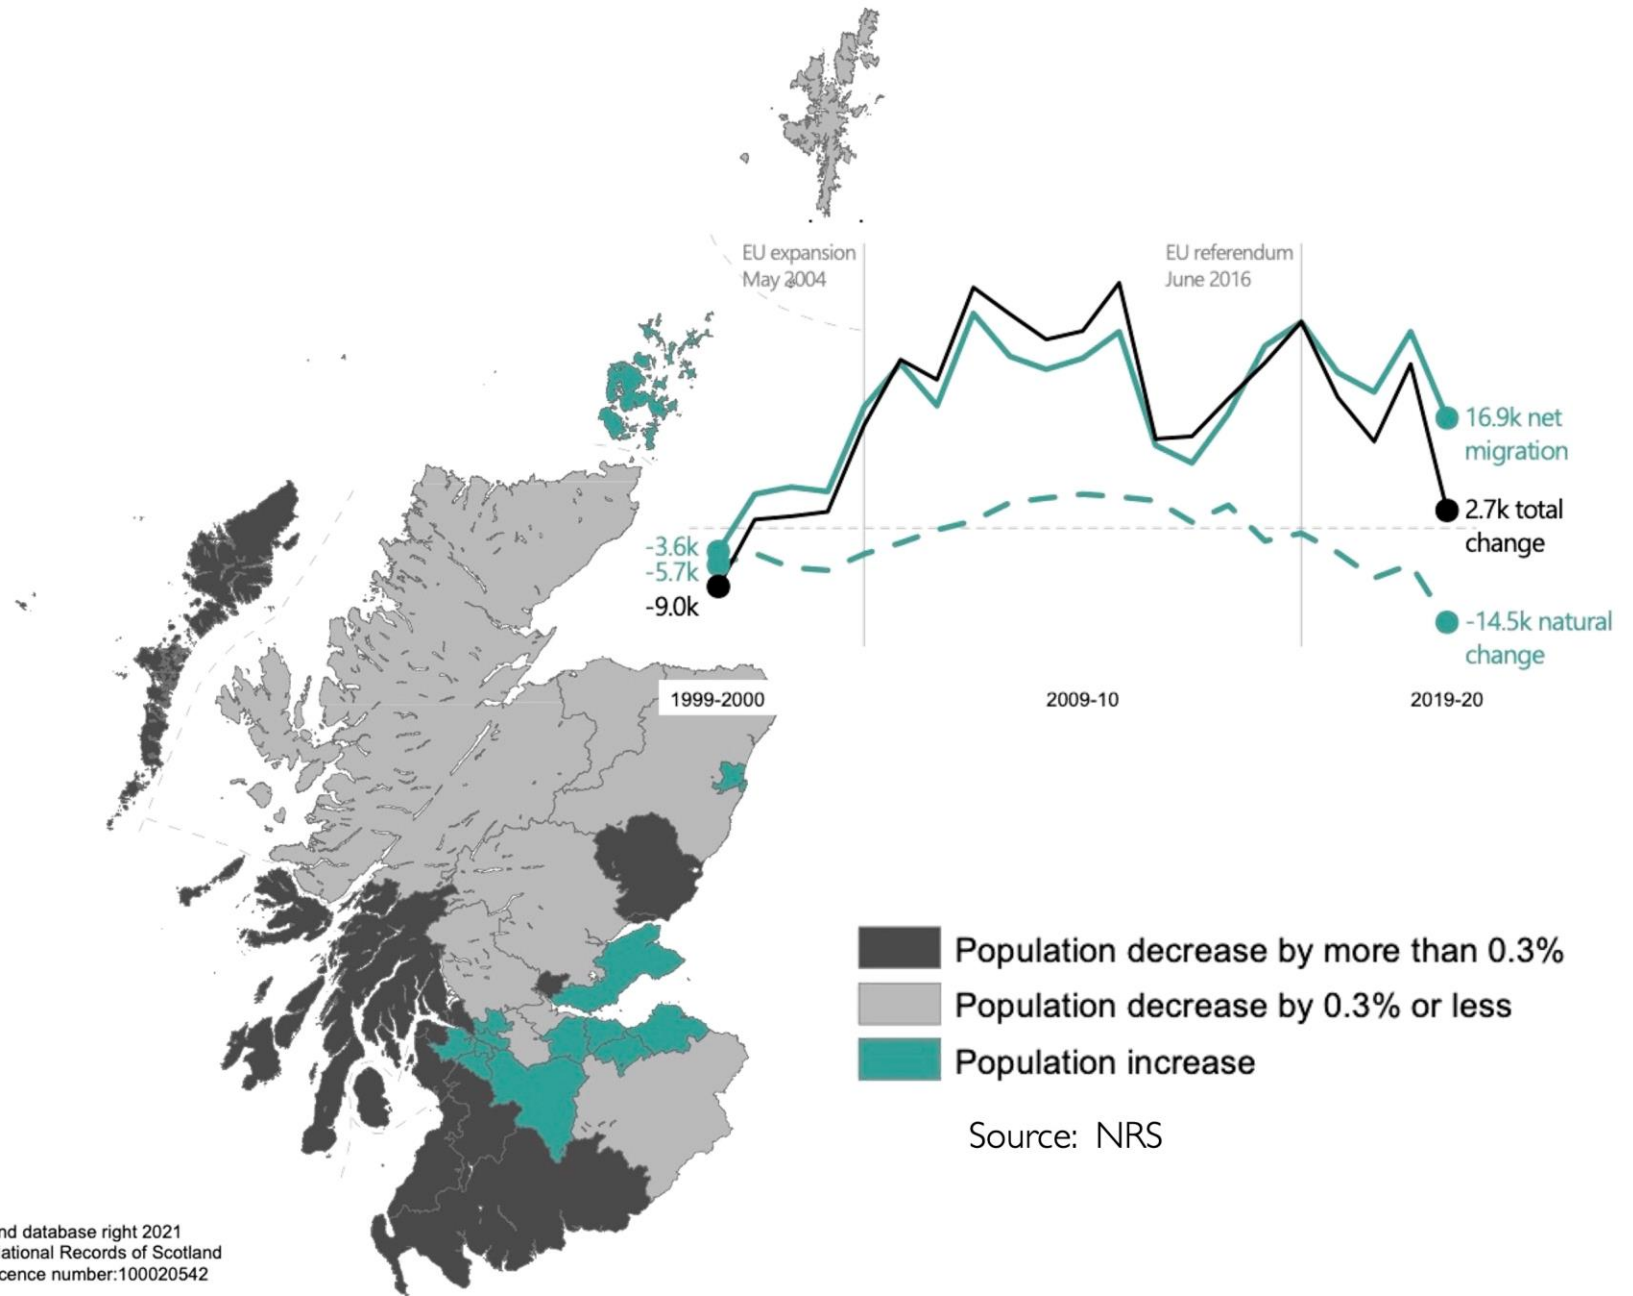 EU expansion
May 2004
EU referendum
June 2016
16.9k net
migration
2.7k total
change
-3.6k
-5.7k
-9.0k
-14.5k natural
change
1999-2000
2009-10
2019-20
Population decrease by more than 0.3%
Population decrease by 0.3% or less
Population increase
Source: NRS
database right 2021
Records of Scotland
number:100020542